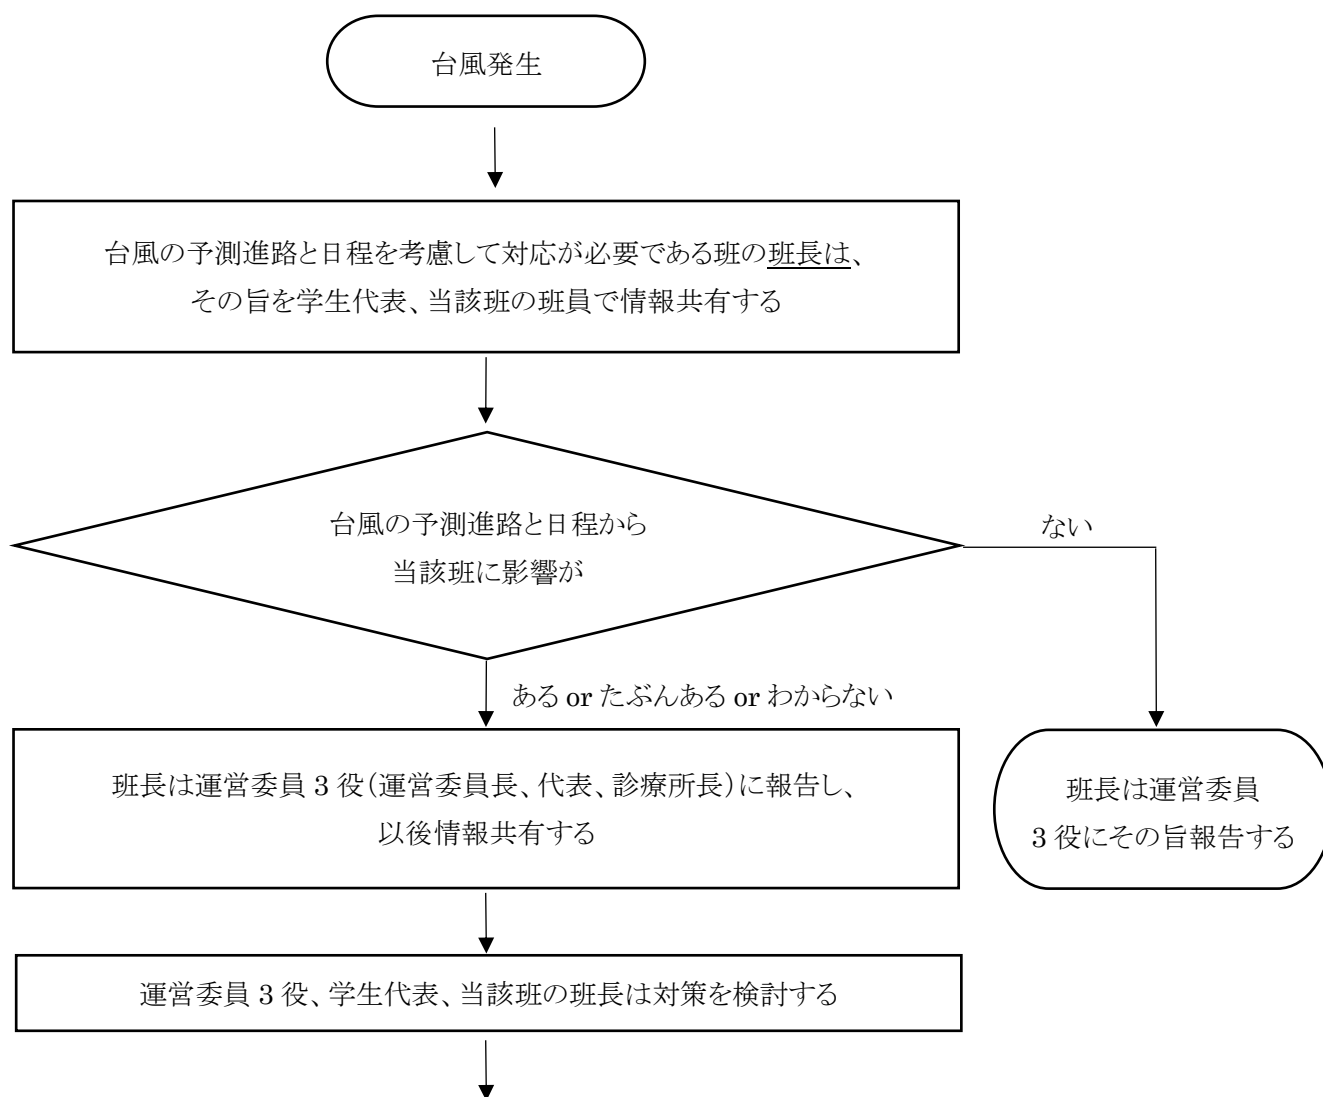 台風発生
台風の予測進路と日程を考慮して対応が必要である班の班長は、
その旨を学生代表、当該班の班員で情報共有する
台風の予測進路と日程から
当該班に影響が
ない
ある or たぶんある or わからない
班長は運営委員 3 役(運営委員長、代表、診療所長)に報告し、
以後情報共有する
班長は運営委員
3 役にその旨報告する
運営委員 3 役、学生代表、当該班の班長は対策を検討する